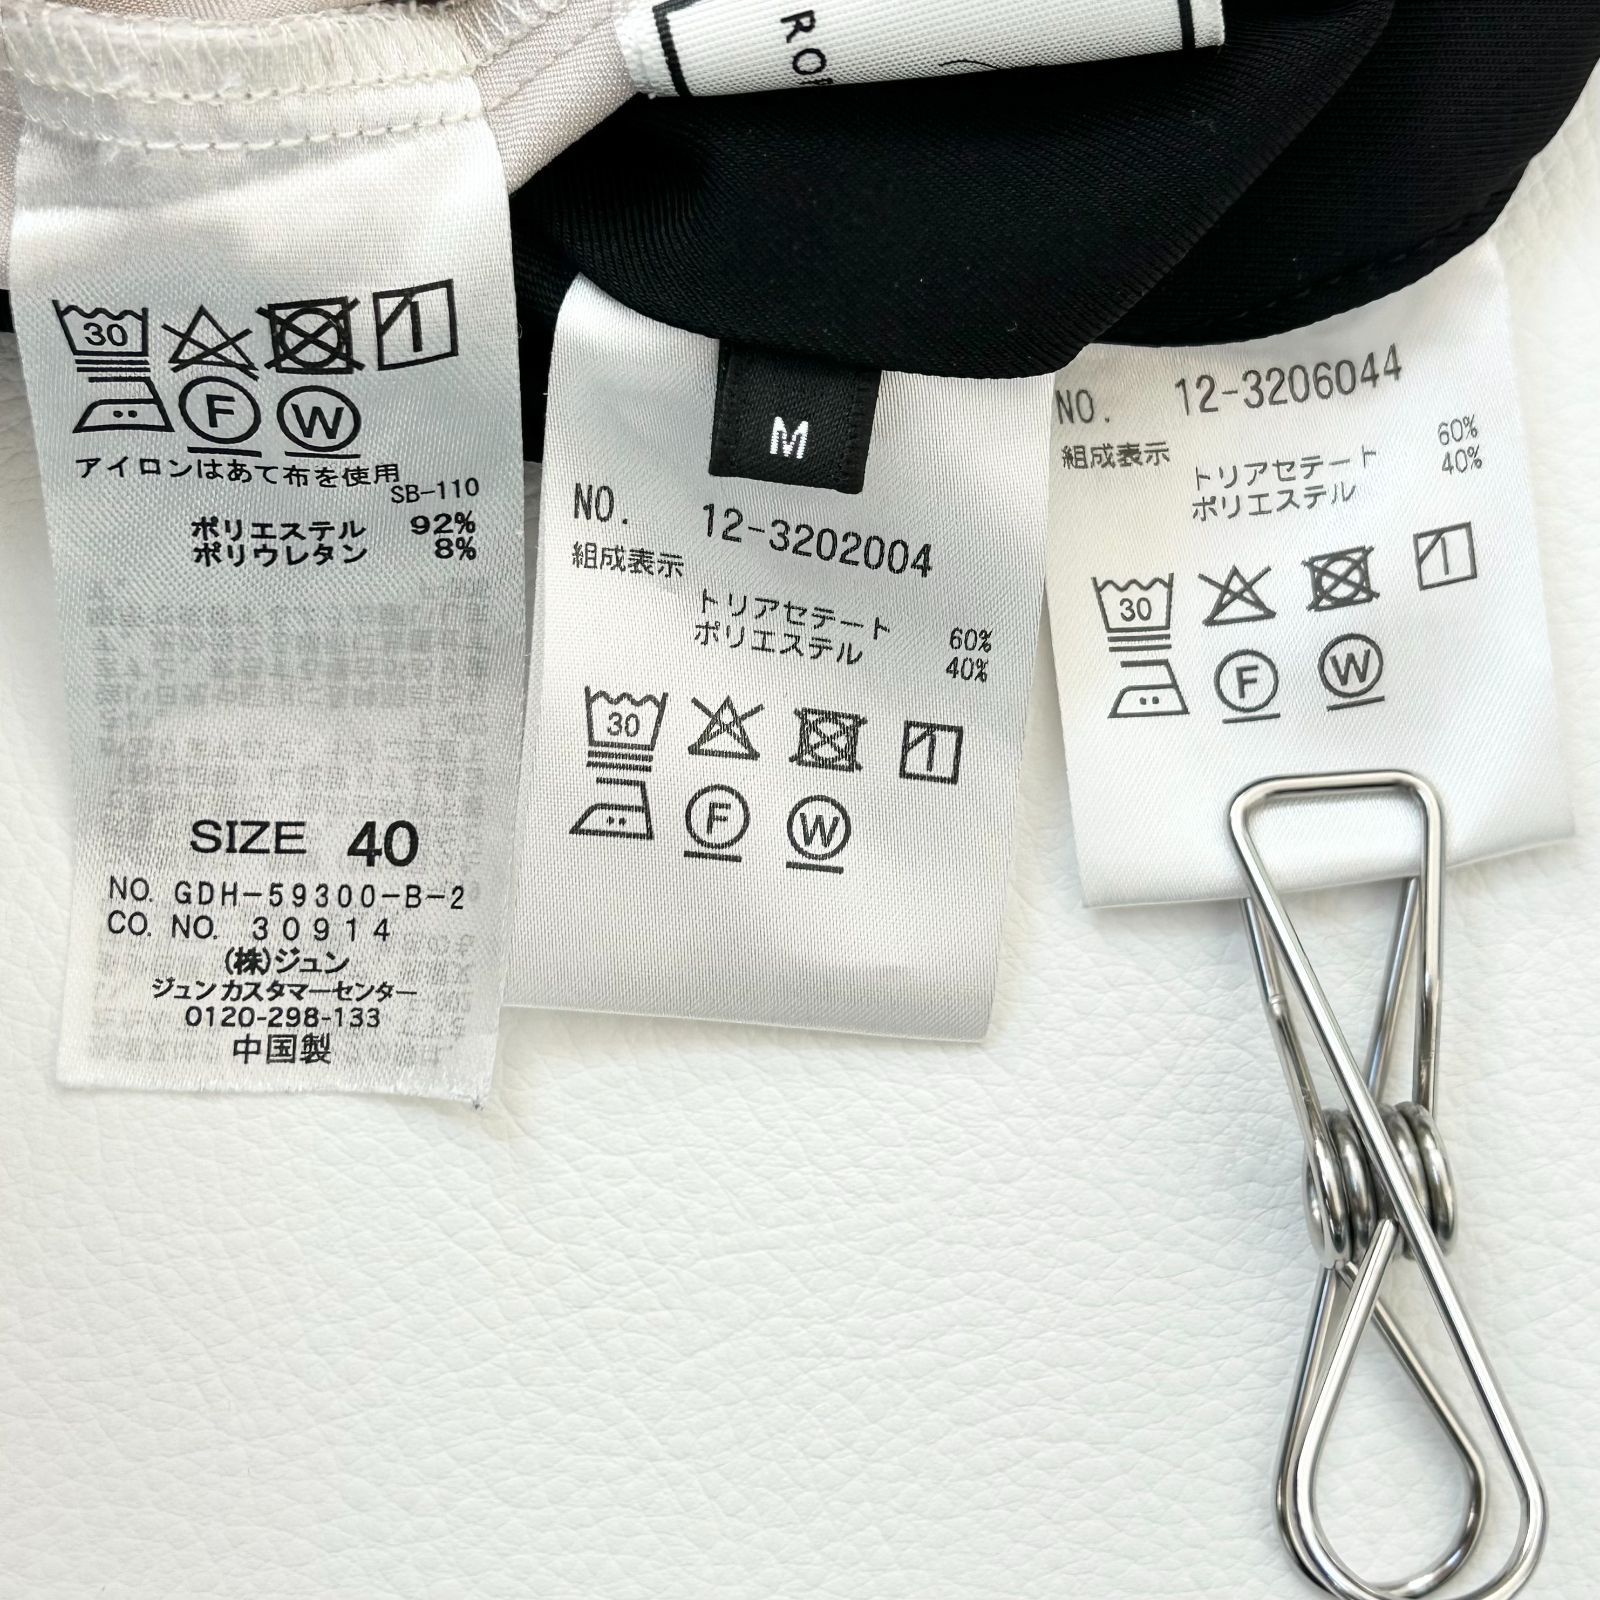 30
F
W
アイロンはあて布を使用
SB-110
ポリエステル 92%
ポリウレタン 8%
SIZE 40
NO. GDH-59300-B-2
CO. NO. 30914
(株)ジュン
ジュンカスタマーセンター
0120-298-133
中国製
M
NO. 12-3202004
組成表示
トリアセテート 60%
ポリエステル 40%
30
F
W
NO. 12-3206044
組成表示
トリアセテート 60%
ポリエステル 40%
30
F
W